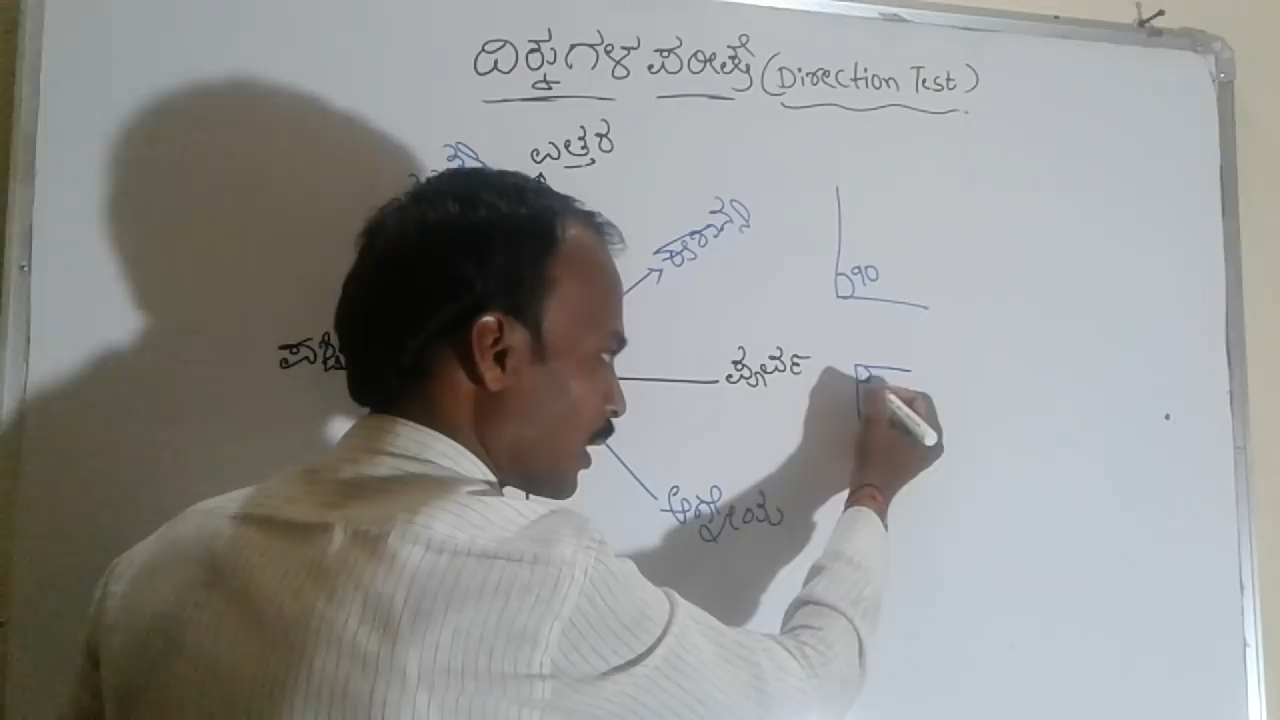 ದಿಕ್ಕುಗಳ ಪರೀಕ್ಷೆ (Direction Test)
ಉತ್ತರ
ಈಶಾನ್ಯ
90
ಪೂರ್ವ
ಆಗ್ನೇಯ